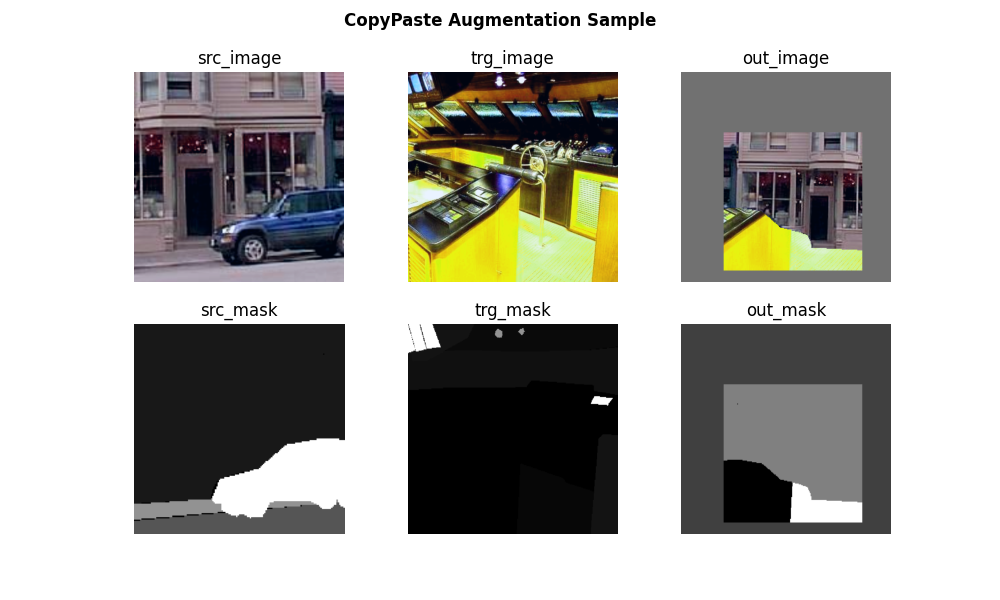 CopyPaste Augmentation Sample
src_image
trg_image
out_image
src_mask
trg_mask
out_mask